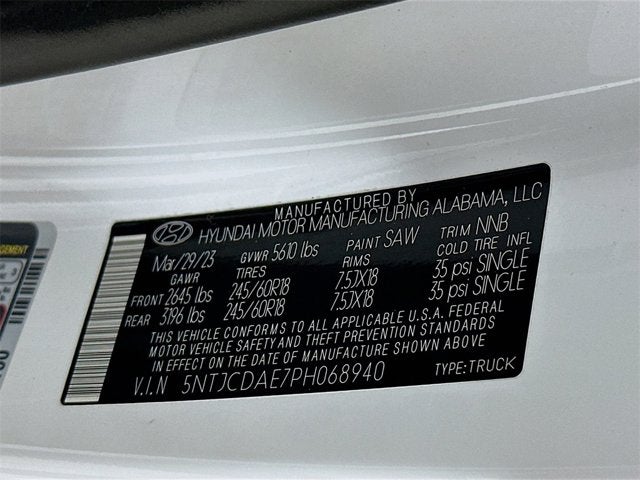 MANUFACTURED BY
HYUNDAI MOTOR MANUFACTURING ALABAMA, LLC
Mar/29/23 GVWR 5610 lbs PAINT SAW TRIM NNB
GAWR TIRES RIMS COLD TIRE INFL
FRONT 2645 lbs 245/60R18 7.5JX18 35 psi SINGLE
REAR 3196 lbs 245/60R18 7.5JX18 35 psi SINGLE
THIS VEHICLE CONFORMS TO ALL APPLICABLE U.S.A. FEDERAL
MOTOR VEHICLE SAFETY AND THEFT PREVENTION STANDARDS
IN EFFECT ON THE DATE OF MANUFACTURE SHOWN ABOVE
V.I.N 5NTJCDAE7PH068940 TYPE: TRUCK